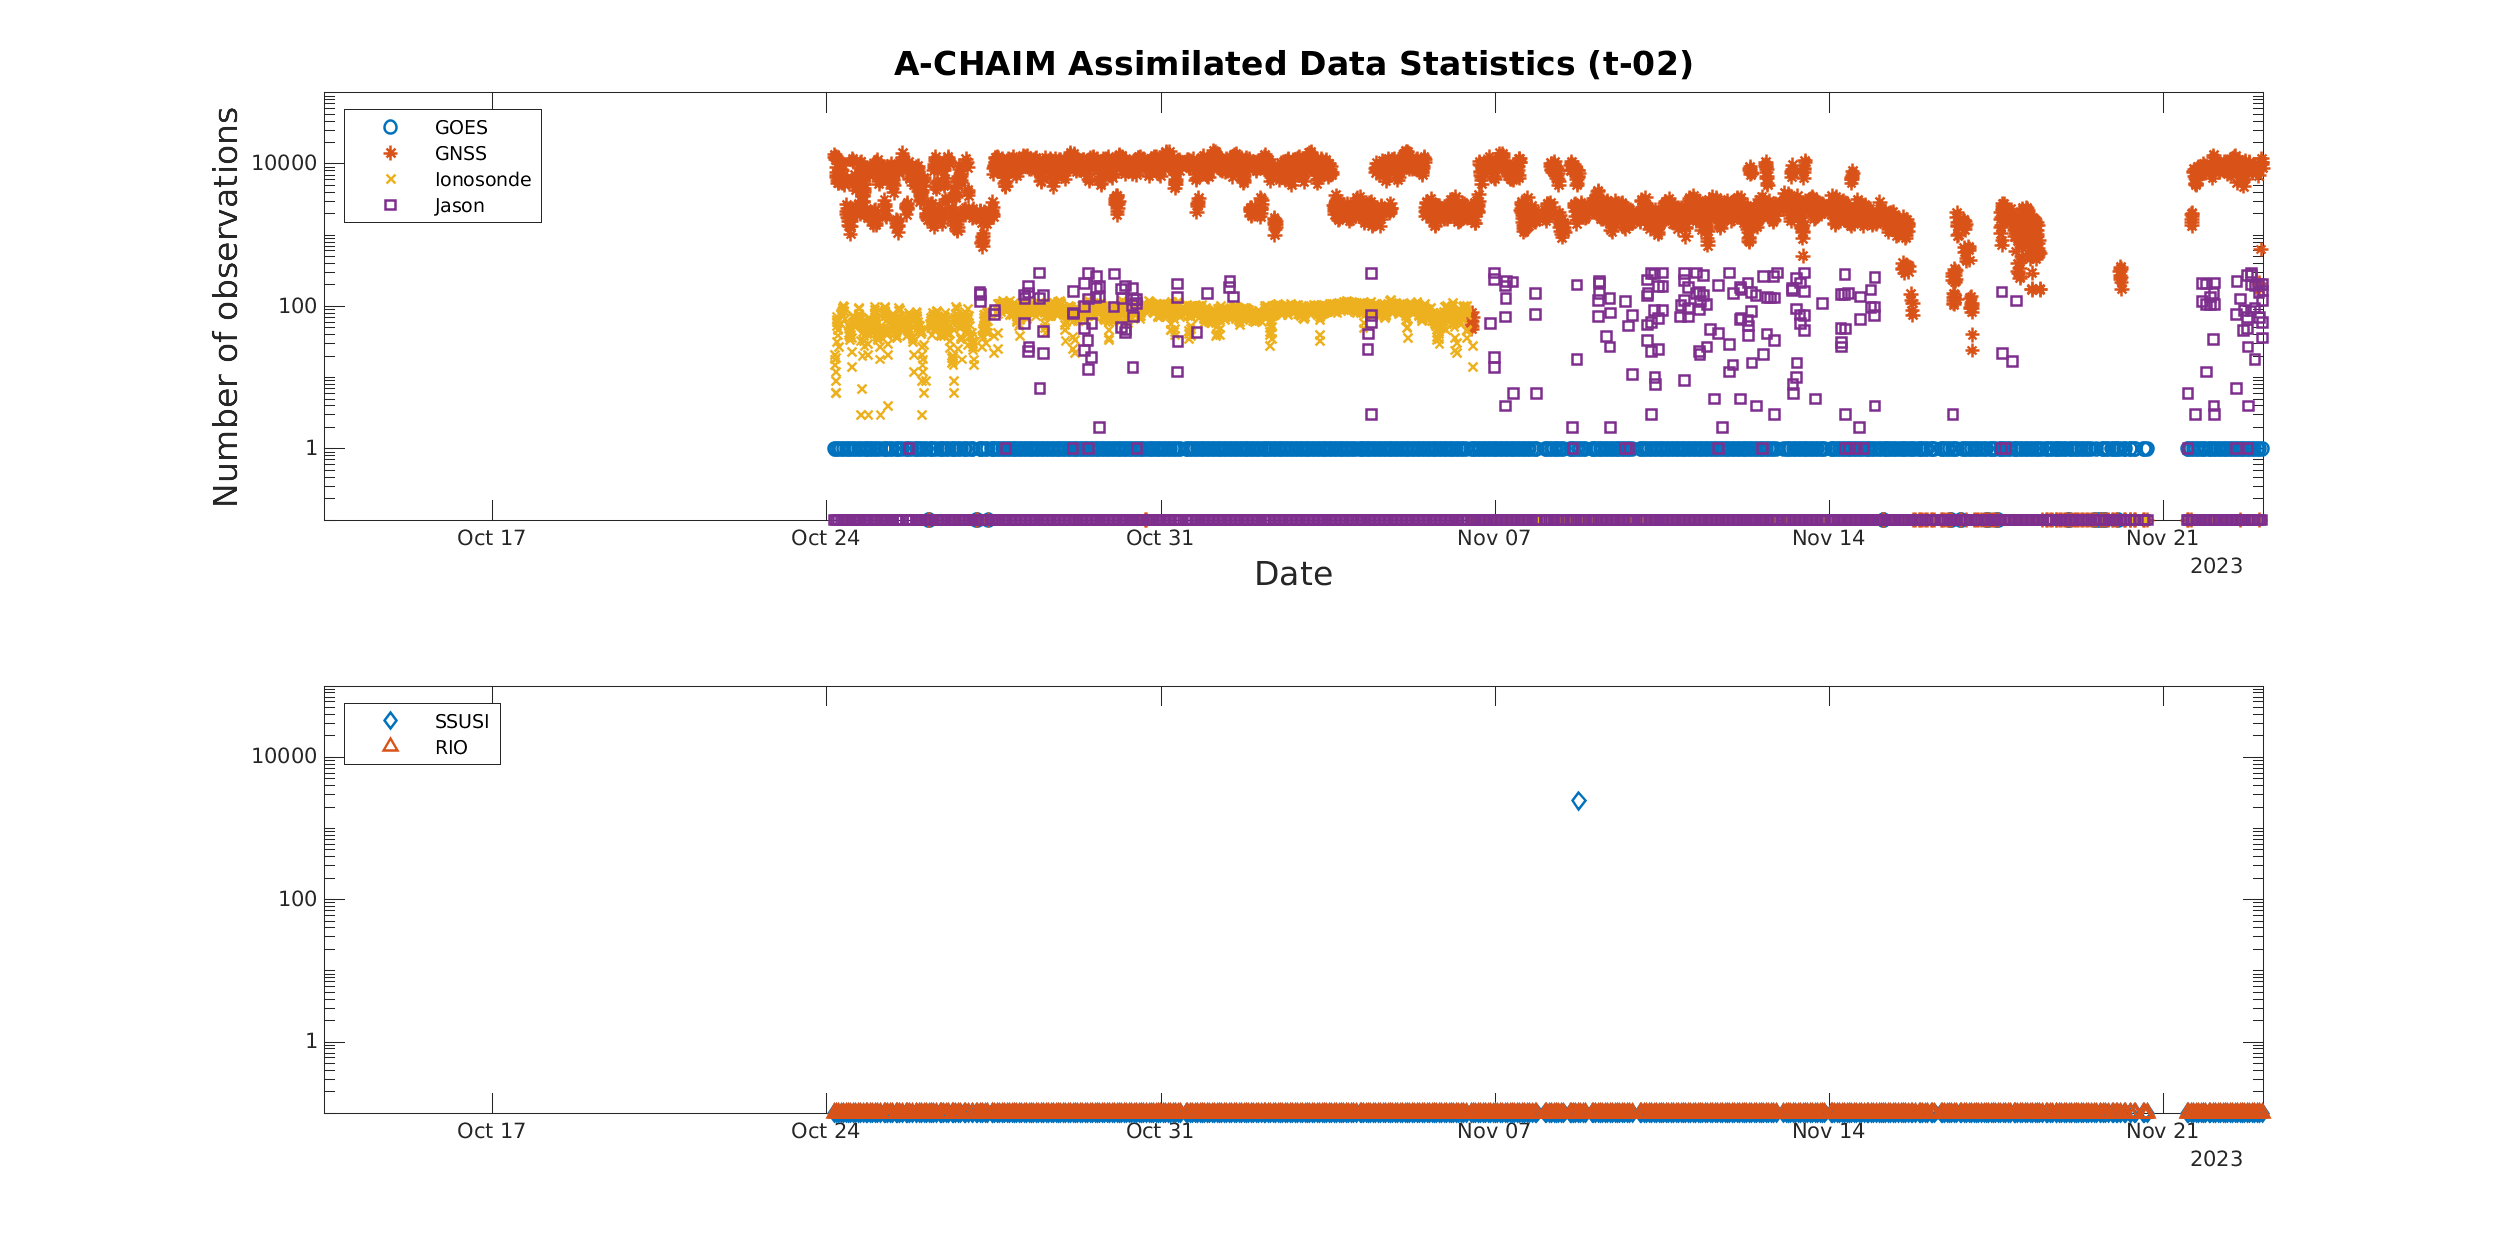 A-CHAIM Assimilated Data Statistics (t-02)
GOES
GNSS
Ionosonde
Jason
10000
100
1
Number of observations
Oct 17 Oct 24 Oct 31 Nov 07 Nov 14 Nov 21
2023
Date
SSUSI
RIO
10000
100
1
Oct 17 Oct 24 Oct 31 Nov 07 Nov 14 Nov 21
2023